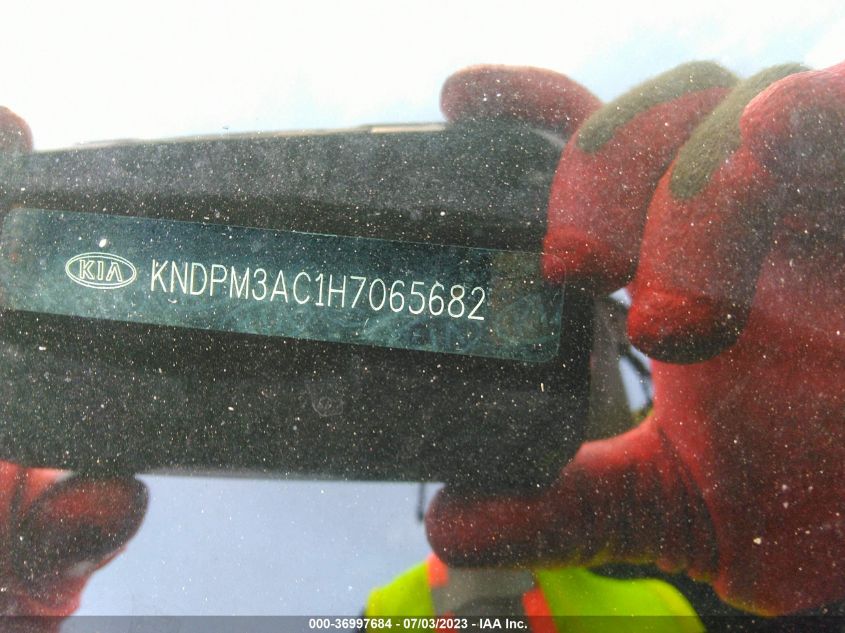 KIA KNDPM3AC1H7065682
000-36997684 - 07/03/2023 - IAA Inc.